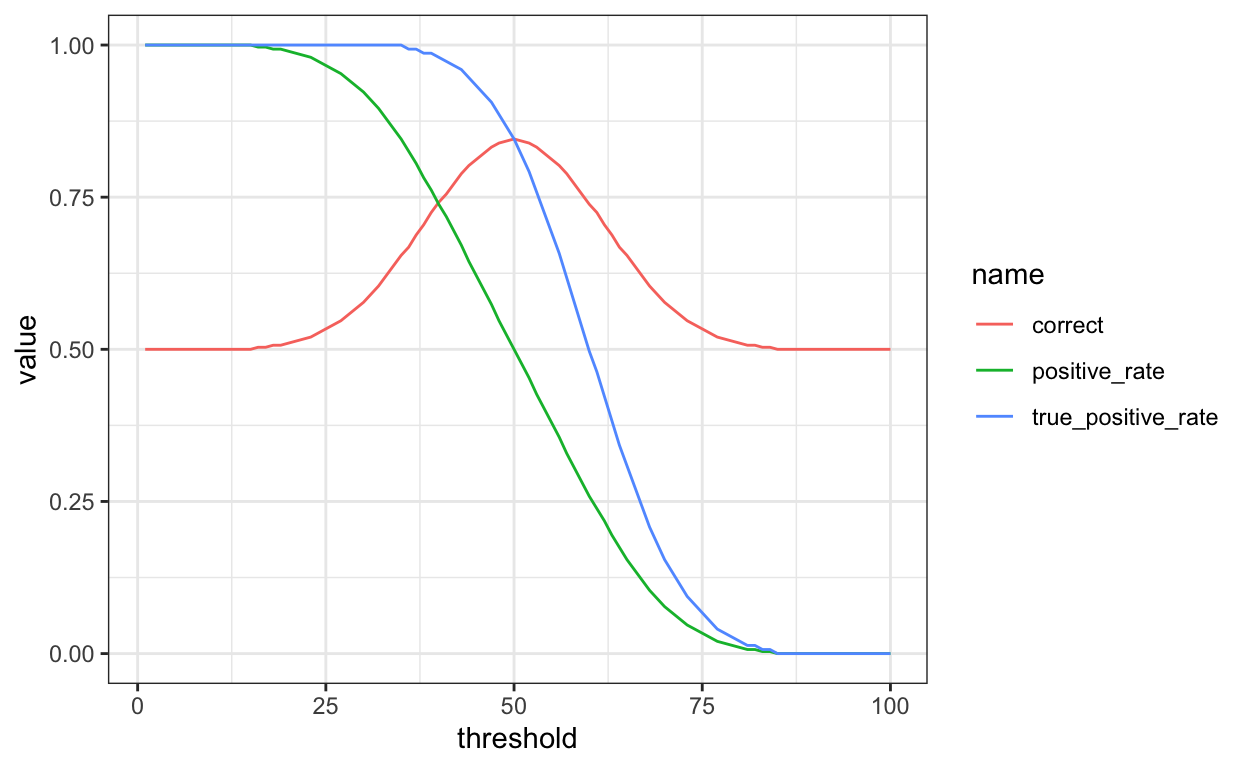 1.00
0.75
0.50
0.25
0.00
value
0 25 50 75 100
threshold
name
correct
positive_rate
true_positive_rate